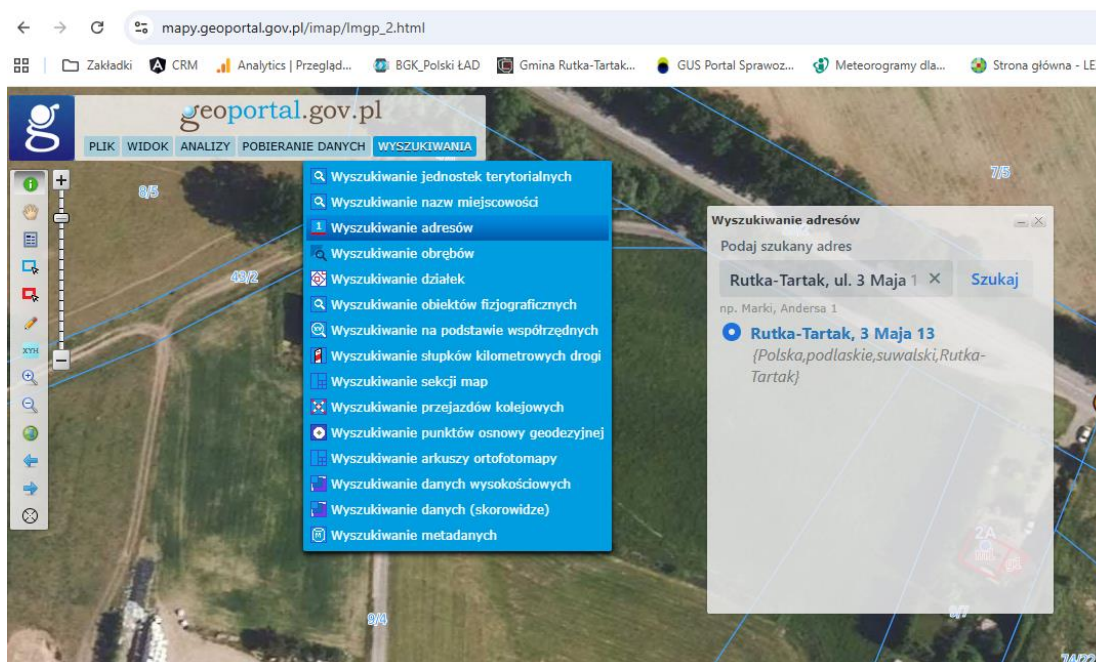 mapy.geoportal.gov.pl/imap/Imgp_2.html
Zakładki
CRM
Analytics | Przegląd...
BGK_Polski ŁAD
Gmina Rutka-Tartak...
GUS Portal Sprawoz...
Meteorogramy dla...
Strona główna - LE
geoportal.gov.pl
PLIK WIDOK ANALIZY POBIERANIE DANYCH WYSZUKIWANIA
Wyszukiwanie jednostek terytorialnych
Wyszukiwanie nazw miejscowości
Wyszukiwanie adresów
Wyszukiwanie obrębów
Wyszukiwanie działek
Wyszukiwanie obiektów fizjograficznych
Wyszukiwanie na podstawie współrzędnych
Wyszukiwanie słupków kilometrowych drogi
Wyszukiwanie sekcji map
Wyszukiwanie przejazdów kolejowych
Wyszukiwanie punktów osnowy geodezyjnej
Wyszukiwanie arkuszy ortofotomapy
Wyszukiwanie danych wysokościowych
Wyszukiwanie danych (skorowidze)
Wyszukiwanie metadanych
Wyszukiwanie adresów
Podaj szukany adres
Rutka-Tartak, ul. 3 Maja 1
Szukaj
np. Marki, Andersa 1
Rutka-Tartak, 3 Maja 13
{Polska,podlaskie,suwalski,Rutka-
Tartak}
XYH
8/5
7/5
43/2
2A
9/4